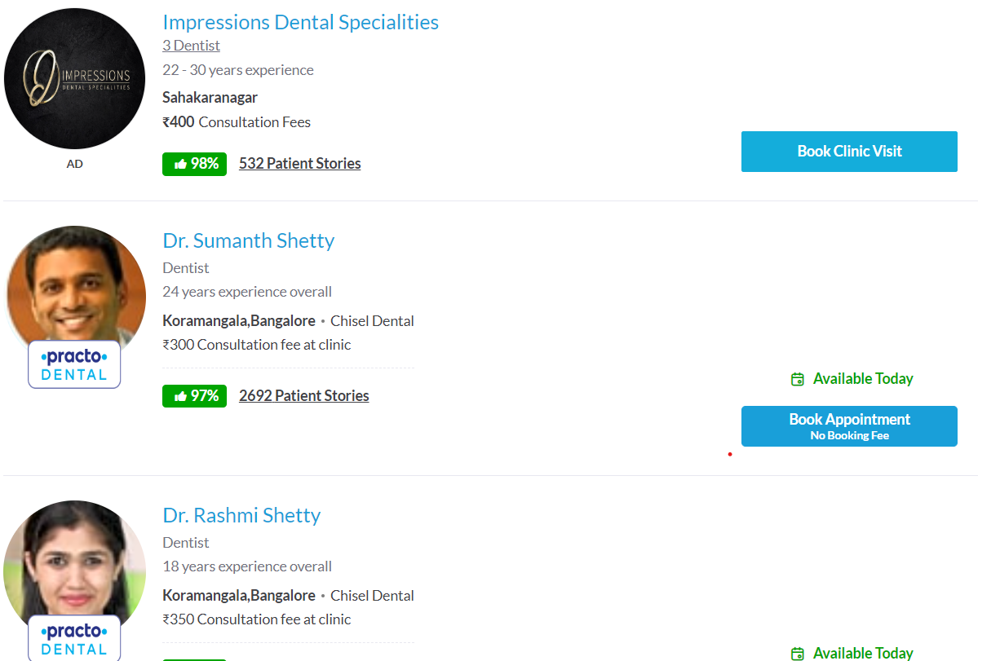 IMPRESSIONS
DENTAL SPECIALITIES
AD
Impressions Dental Specialities
3 Dentist
22 - 30 years experience
Sahakaranagar
₹400 Consultation Fees
98% 532 Patient Stories
Book Clinic Visit
practo
DENTAL
Dr. Sumanth Shetty
Dentist
24 years experience overall
Koramangala,Bangalore • Chisel Dental
₹300 Consultation fee at clinic
97% 2692 Patient Stories
Available Today
Book Appointment
No Booking Fee
practo
DENTAL
Dr. Rashmi Shetty
Dentist
18 years experience overall
Koramangala,Bangalore • Chisel Dental
₹350 Consultation fee at clinic
Available Today